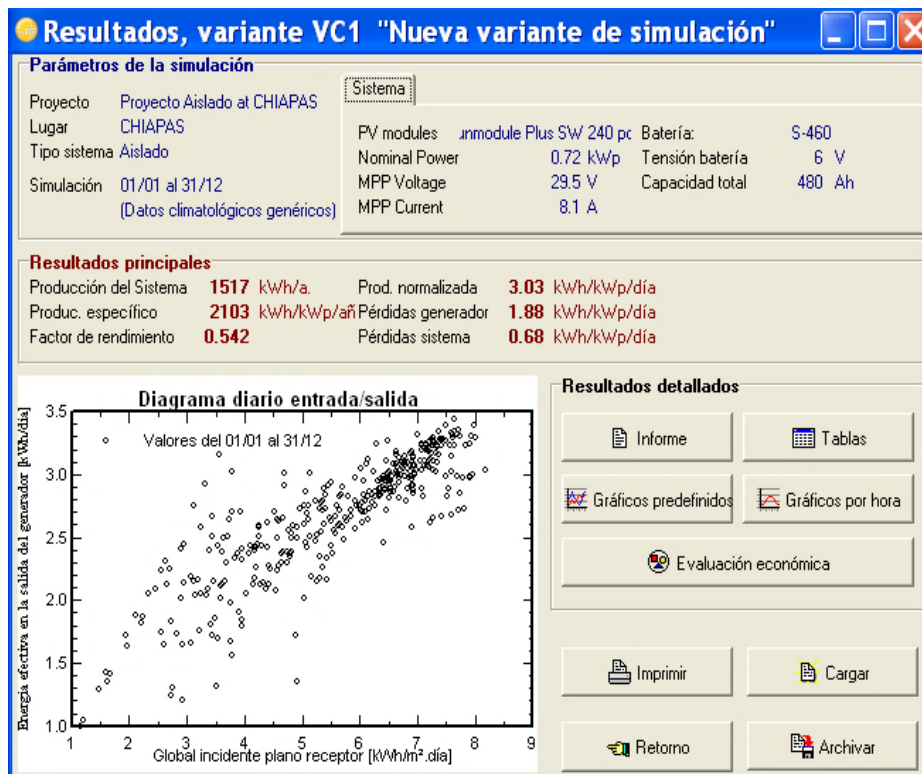 Resultados, variante VC1 "Nueva variante de simulación"
Parámetros de la simulación
Proyecto Proyecto Aislado at CHIAPAS
Lugar CHIAPAS
Tipo sistema Aislado
Simulación 01/01 al 31/12
(Datos climatológicos genéricos)
Sistema
PV modules unmodule Plus SW 240 pc Batería: S-460
Nominal Power 0.72 kWp Tensión batería 6 V
MPP Voltage 29.5 V Capacidad total 480 Ah
MPP Current 8.1 A
Resultados principales
Producción del Sistema 1517 kWh/a. Prod. normalizada 3.03 kWh/kWp/día
Produc. específico 2103 kWh/kWp/añ Pérdidas generador 1.88 kWh/kWp/día
Factor de rendimiento 0.542 Pérdidas sistema 0.68 kWh/kWp/día
Diagrama diario entrada/salida
Valores del 01/01 al 31/12
Energía efectiva en la salida del generador [kWh/día]
3.5
3.0
2.5
2.0
1.5
1.0
1 2 3 4 5 6 7 8 9
Global incidente plano receptor [kWh/m².día]
Resultados detallados
Informe Tablas
Gráficos predefinidos Gráficos por hora
Evaluación económica
Imprimir Cargar
Retorno Archivar